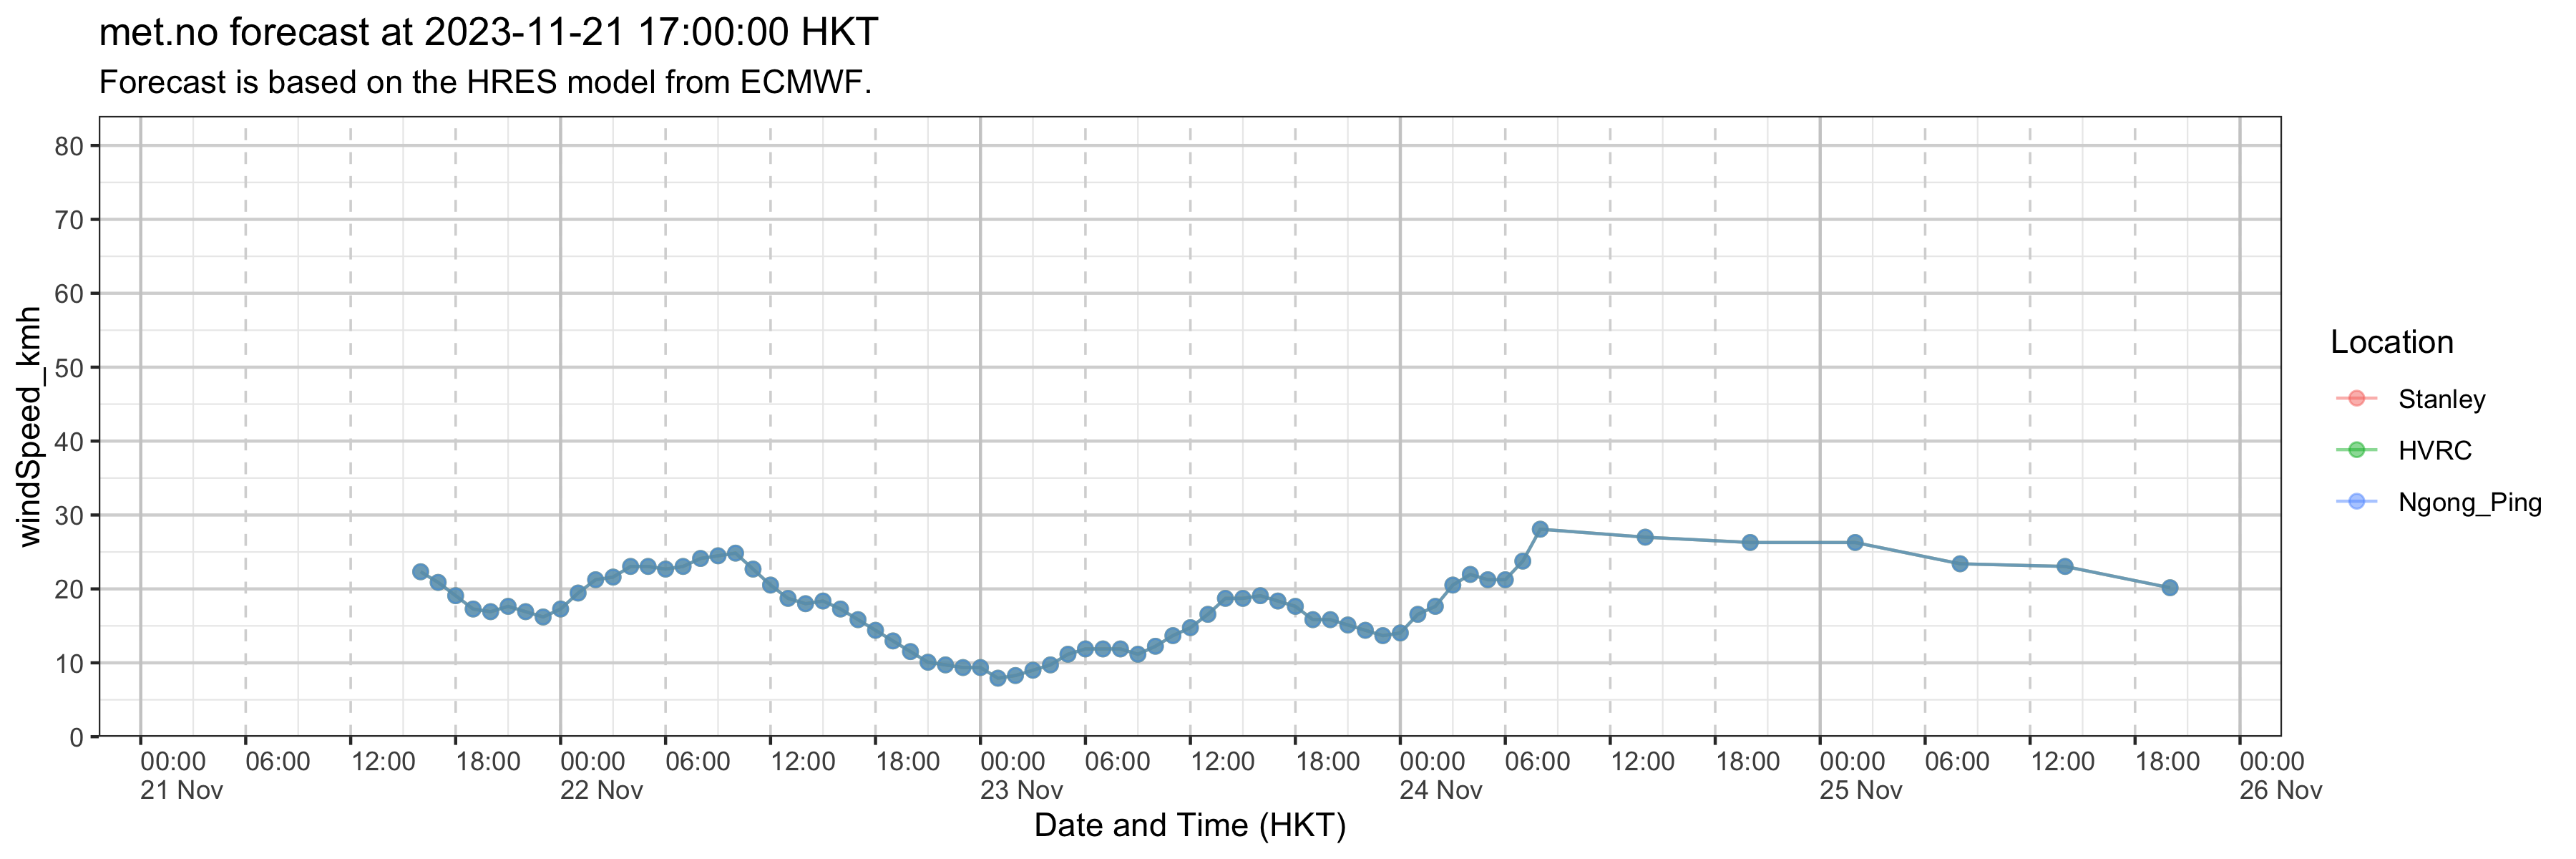 met.no forecast at 2023-11-21 17:00:00 HKT
Forecast is based on the HRES model from ECMWF.
windSpeed_kmh
80
70
60
50
40
30
20
10
0
00:00 06:00 12:00 18:00 00:00 06:00 12:00 18:00 00:00 06:00 12:00 18:00 00:00 06:00 12:00 18:00 00:00 06:00 12:00 18:00 00:00
21 Nov 22 Nov 23 Nov 24 Nov 25 Nov 26 Nov
Date and Time (HKT)
Location
Stanley
HVRC
Ngong_Ping